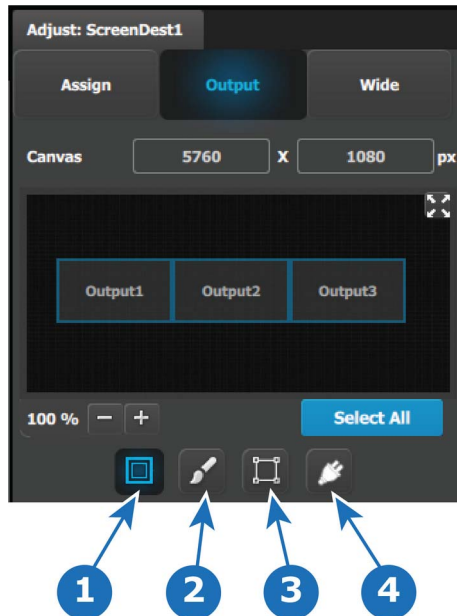 Adjust: ScreenDest1
Assign Output Wide
Canvas 5760 X 1080 px
Output1 Output2 Output3
100 % − + Select All
1 2 3 4